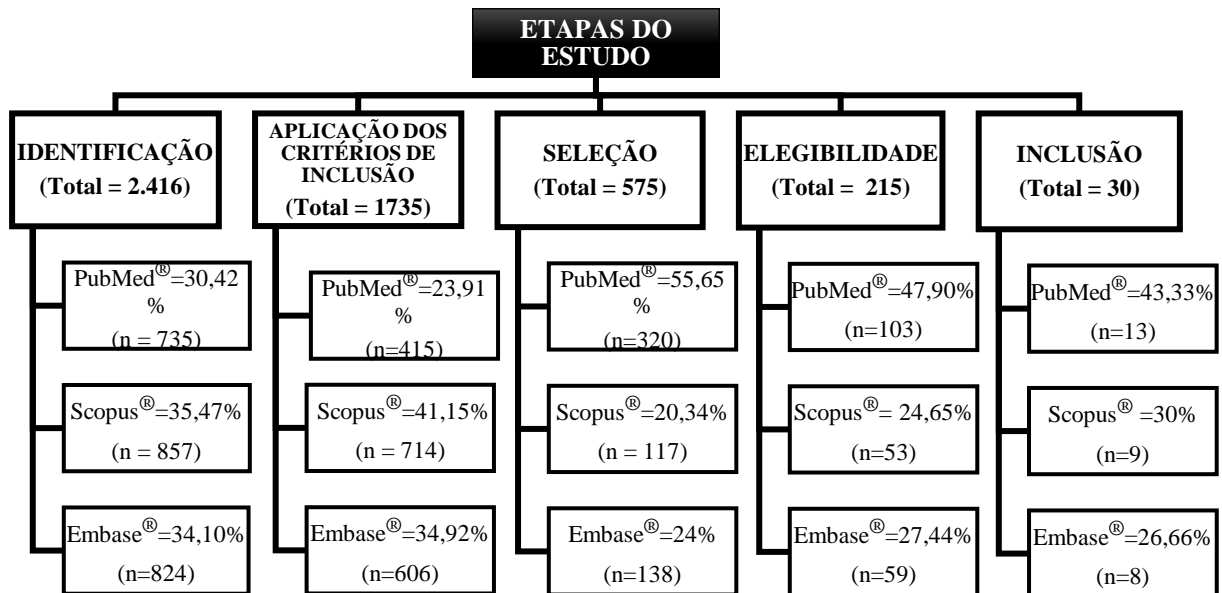 ETAPAS DO
ESTUDO
IDENTIFICAÇÃO
(Total = 2.416)
PubMed®=30,42
%
(n = 735)
Scopus®=35,47%
(n = 857)
Embase®=34,10%
(n=824)
APLICAÇÃO DOS
CRITÉRIOS DE
INCLUSÃO
(Total = 1735)
PubMed®=23,91
%
(n=415)
Scopus®=41,15%
(n = 714)
Embase®=34,92%
(n=606)
SELEÇÃO
(Total = 575)
PubMed®=55,65
%
(n=320)
Scopus®=20,34%
(n = 117)
Embase®=24%
(n=138)
ELEGIBILIDADE
(Total = 215)
PubMed®=47,90%
(n=103)
Scopus®= 24,65%
(n=53)
Embase®=27,44%
(n=59)
INCLUSÃO
(Total = 30)
PubMed®=43,33%
(n=13)
Scopus® =30%
(n=9)
Embase®=26,66%
(n=8)